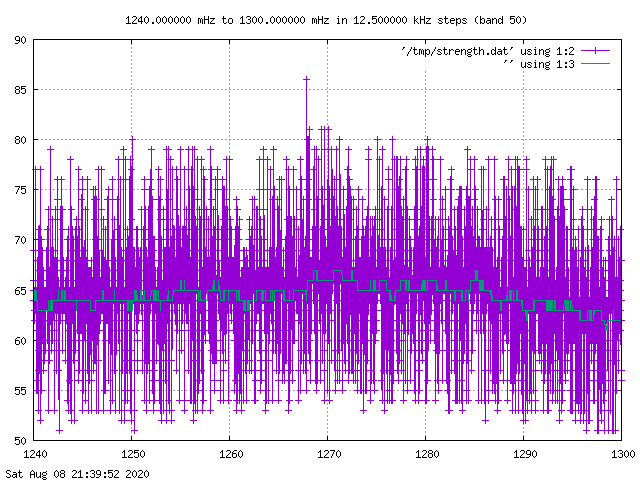 1240.000000 mHz to 1300.000000 mHz in 12.500000 kHz steps (band 50)
'/tmp/strength.dat' using 1:2
'' using 1:3
90
85
80
75
70
65
60
55
50
1240 1250 1260 1270 1280 1290 1300
Sat Aug 08 21:39:52 2020